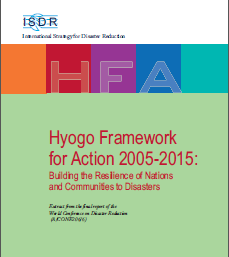 ISDR
International Strategy for Disaster Reduction
HFA
Hyogo Framework
for Action 2005-2015:
Building the Resilience of Nations
and Communities to Disasters
Extract from the final report of the
World Conference on Disaster Reduction
(A/CONF.206/6)